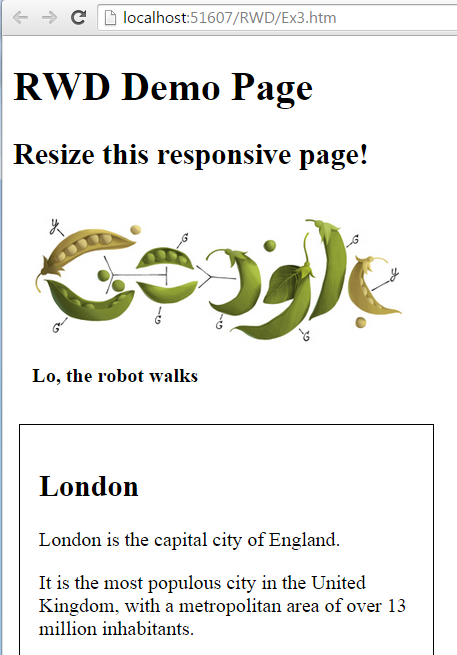 localhost:51607/RWD/Ex3.htm
RWD Demo Page
Resize this responsive page!
y
G
G
y
G
G
G
G
Lo, the robot walks
London
London is the capital city of England.
It is the most populous city in the United
Kingdom, with a metropolitan area of over 13
million inhabitants.